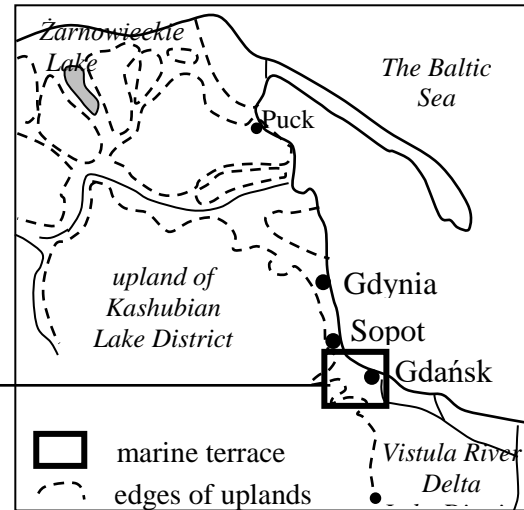 Żarnowieckie
Lake
The Baltic
Sea
Puck
upland of
Kashubian
Lake District
Gdynia
Sopot
Gdańsk
marine terrace
edges of uplands
Vistula River
Delta